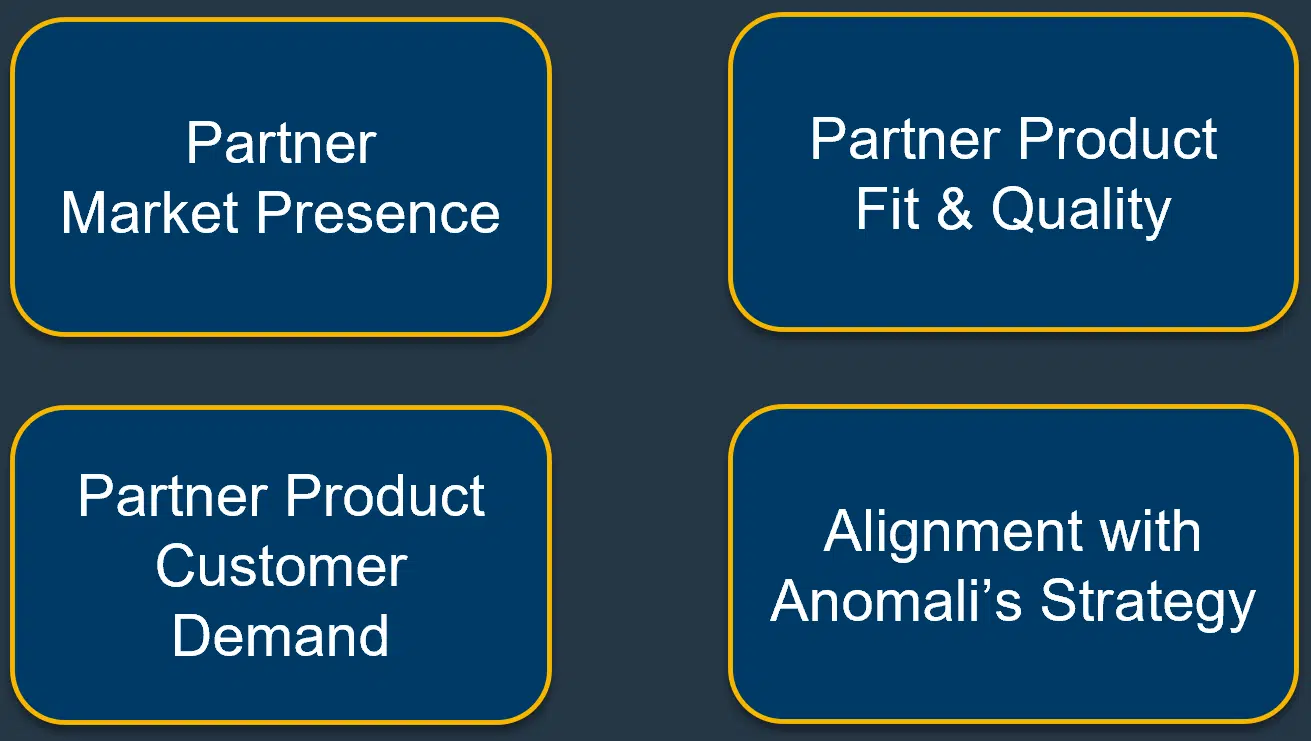 Partner
Market Presence
Partner Product
Fit & Quality
Partner Product
Customer
Demand
Alignment with
Anomali’s Strategy